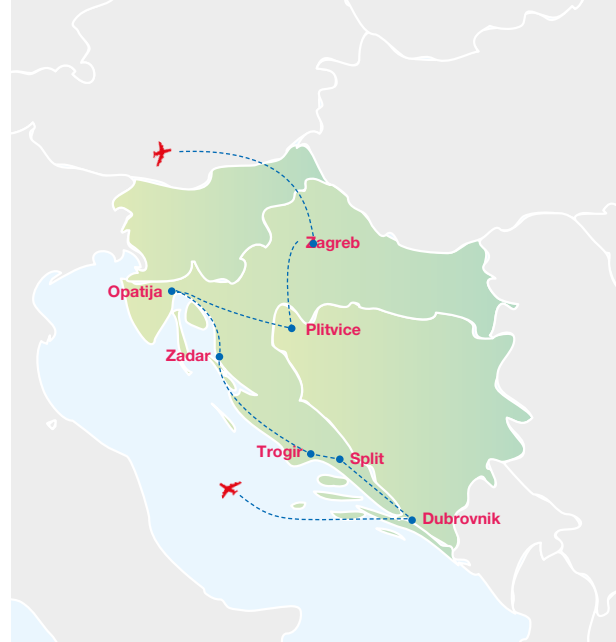 Zagreb
Opatija
Plitvice
Zadar
Trogir
Split
Dubrovnik